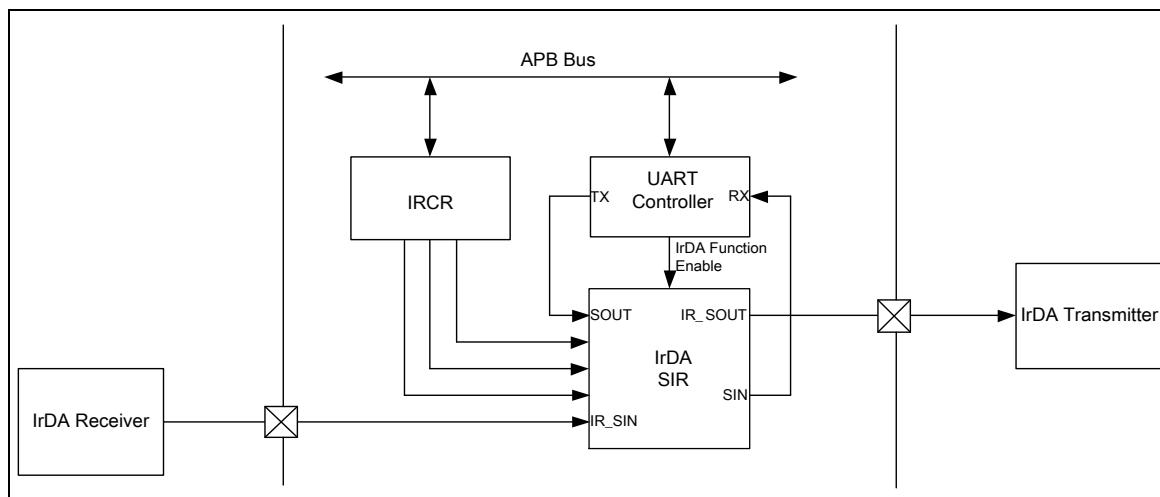 APB Bus
IRCR
UART
Controller
TX
RX
IrDA Function
Enable
SOUT
IR_SOUT
IrDA
SIR
SIN
IR_SIN
IrDA Receiver
IrDA Transmitter